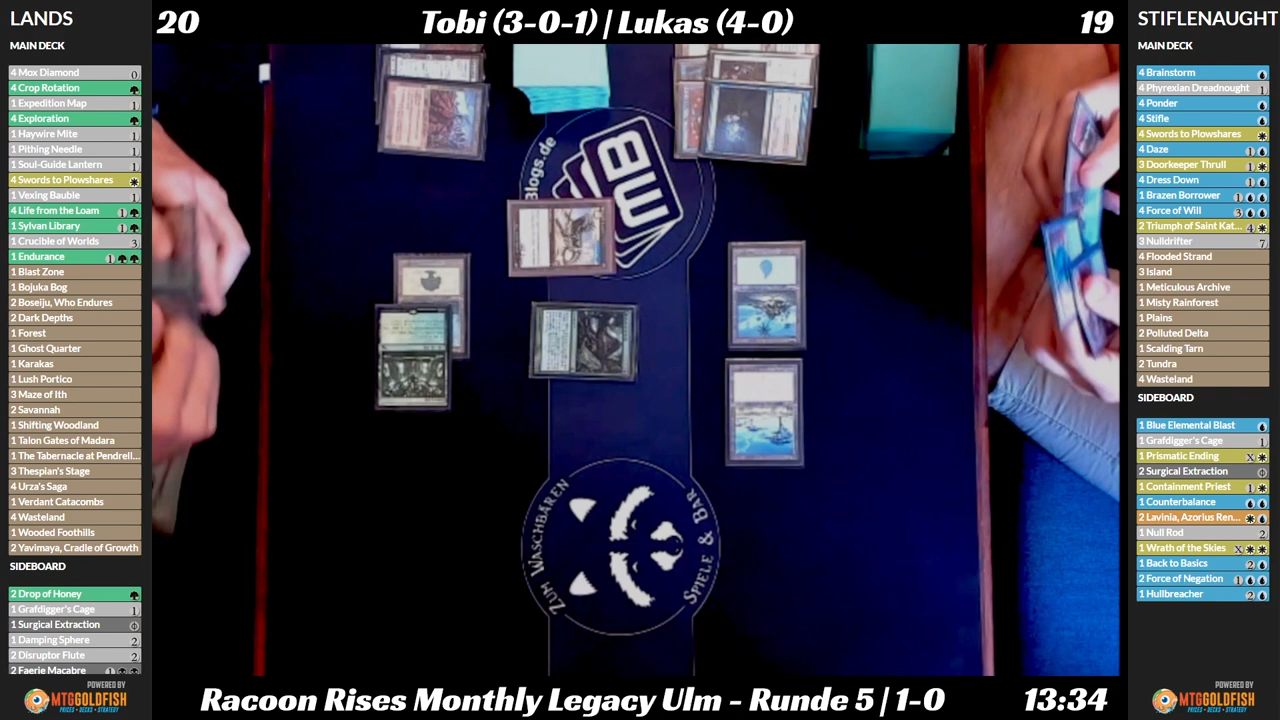 LANDS
MAIN DECK
4 Mox Diamond 0
4 Crop Rotation
1 Expedition Map 1
4 Exploration
1 Haywire Mite 1
1 Pithing Needle 1
1 Soul-Guide Lantern 1
4 Swords to Plowshares
1 Vexing Bauble 1
4 Life from the Loam 1
1 Sylvan Library 1
1 Crucible of Worlds 3
1 Endurance 1
1 Blast Zone
1 Bojuka Bog
2 Boseiju, Who Endures
2 Dark Depths
1 Forest
1 Ghost Quarter
1 Karakas
1 Lush Portico
3 Maze of Ith
2 Savannah
1 Shifting Woodland
1 Talon Gates of Madara
1 The Tabernacle at Pendrell...
3 Thespian's Stage
4 Urza's Saga
1 Verdant Catacombs
4 Wasteland
1 Wooded Foothills
2 Yavimaya, Cradle of Growth
SIDEBOARD
2 Drop of Honey
1 Grafdigger's Cage 1
1 Surgical Extraction
1 Damping Sphere 2
2 Disruptor Flute 2
2 Faerie Macabre 1
POWERED BY
MTGGOLDFISH
PRICES • DECKS • STRATEGY
20
Tobi (3-0-1) | Lukas (4-0)
19
Blogs.de
MB
ZUM WASCHBÄREN
SPIELE & BAR
Racoon Rises Monthly Legacy Ulm - Runde 5 | 1-0
13:34
STIFLENAUGHT
MAIN DECK
4 Brainstorm
4 Phyrexian Dreadnought 1
4 Ponder
4 Stifle
4 Swords to Plowshares
4 Daze 1
3 Doorkeeper Thrull 1
4 Dress Down 1
1 Brazen Borrower 1
4 Force of Will 3
2 Triumph of Saint Kat... 4
3 Nulldrifter 7
4 Flooded Strand
3 Island
1 Meticulous Archive
1 Misty Rainforest
1 Plains
2 Polluted Delta
1 Scalding Tarn
2 Tundra
4 Wasteland
SIDEBOARD
1 Blue Elemental Blast
1 Grafdigger's Cage 1
1 Prismatic Ending X
2 Surgical Extraction
1 Containment Priest 1
1 Counterbalance
2 Lavinia, Azorius Ren...
1 Null Rod 2
1 Wrath of the Skies X
1 Back to Basics 2
2 Force of Negation 1
1 Hullbreacher 2
POWERED BY
MTGGOLDFISH
PRICES • DECKS • STRATEGY